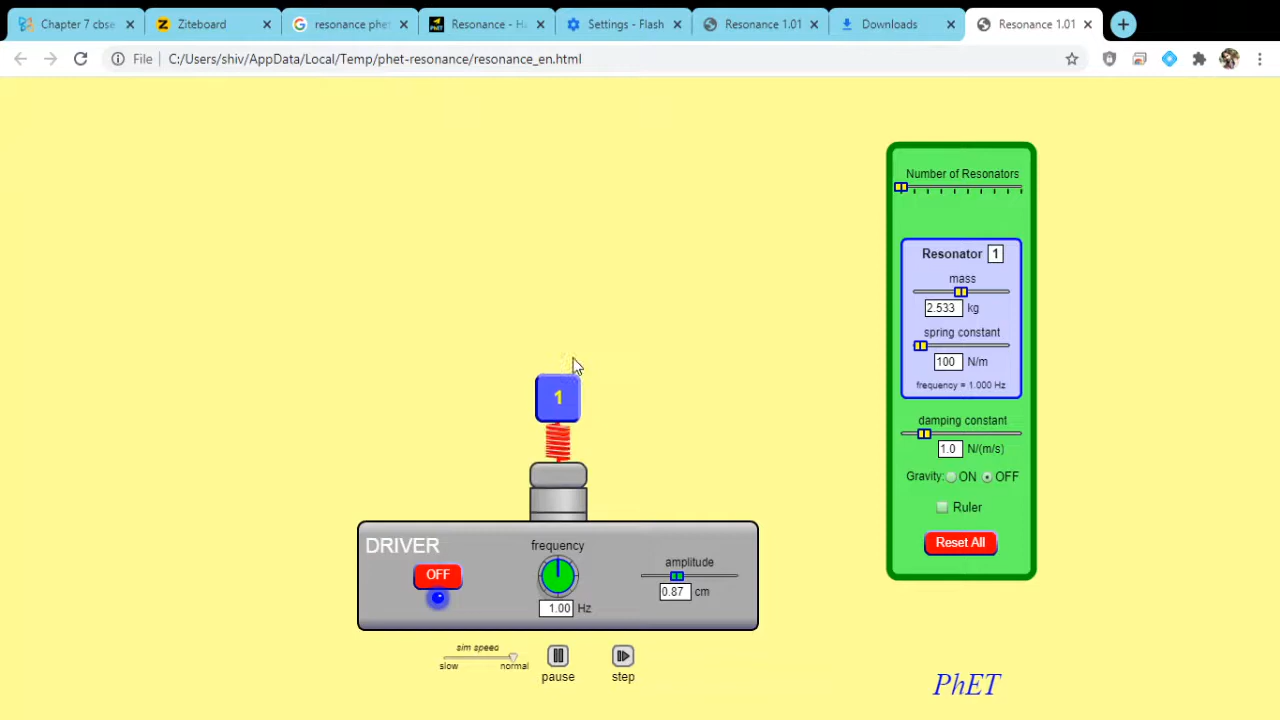 Chapter 7 cbse
Ziteboard
resonance phet
Resonance - Ha
Settings - Flash
Resonance 1.01
Downloads
Resonance 1.01
File
C:/Users/shiv/AppData/Local/Temp/phet-resonance/resonance_en.html
Number of Resonators
Resonator 1
mass
2.533 kg
spring constant
100 N/m
frequency = 1.000 Hz
damping constant
1.0 N/(m/s)
Gravity: ON OFF
Ruler
Reset All
1
DRIVER
OFF
frequency
1.00 Hz
amplitude
0.87 cm
sim speed
slow normal
pause
step
PhET